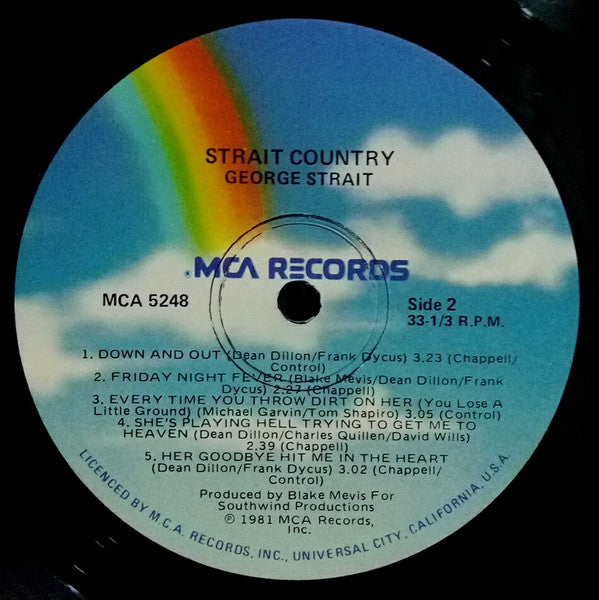 STRAIT COUNTRY
GEORGE STRAIT
MCA RECORDS
MCA 5248
Side 2
33-1/3 R.P.M.
1. DOWN AND OUT (Dean Dillon/Frank Dycus) 3.23 (Chappell/
Control)
2. FRIDAY NIGHT FEVER (Blake Mevis/Dean Dillon/Frank
Dycus) 2.27 (Chappell)
3. EVERY TIME YOU THROW DIRT ON HER (You Lose A
Little Ground) (Michael Garvin/Tom Shapiro) 3.05 (Control)
4. SHE'S PLAYING HELL TRYING TO GET ME TO
HEAVEN (Dean Dillon/Charles Quillen/David Wills)
2.39 (Chappell)
5. HER GOODBYE HIT ME IN THE HEART
(Dean Dillon/Frank Dycus) 3.02 (Chappell/
Control)
Produced by Blake Mevis For
Southwind Productions
℗ 1981 MCA Records,
Inc.
LICENCED BY M.C.A. RECORDS, INC., UNIVERSAL CITY, CALIFORNIA, U.S.A.